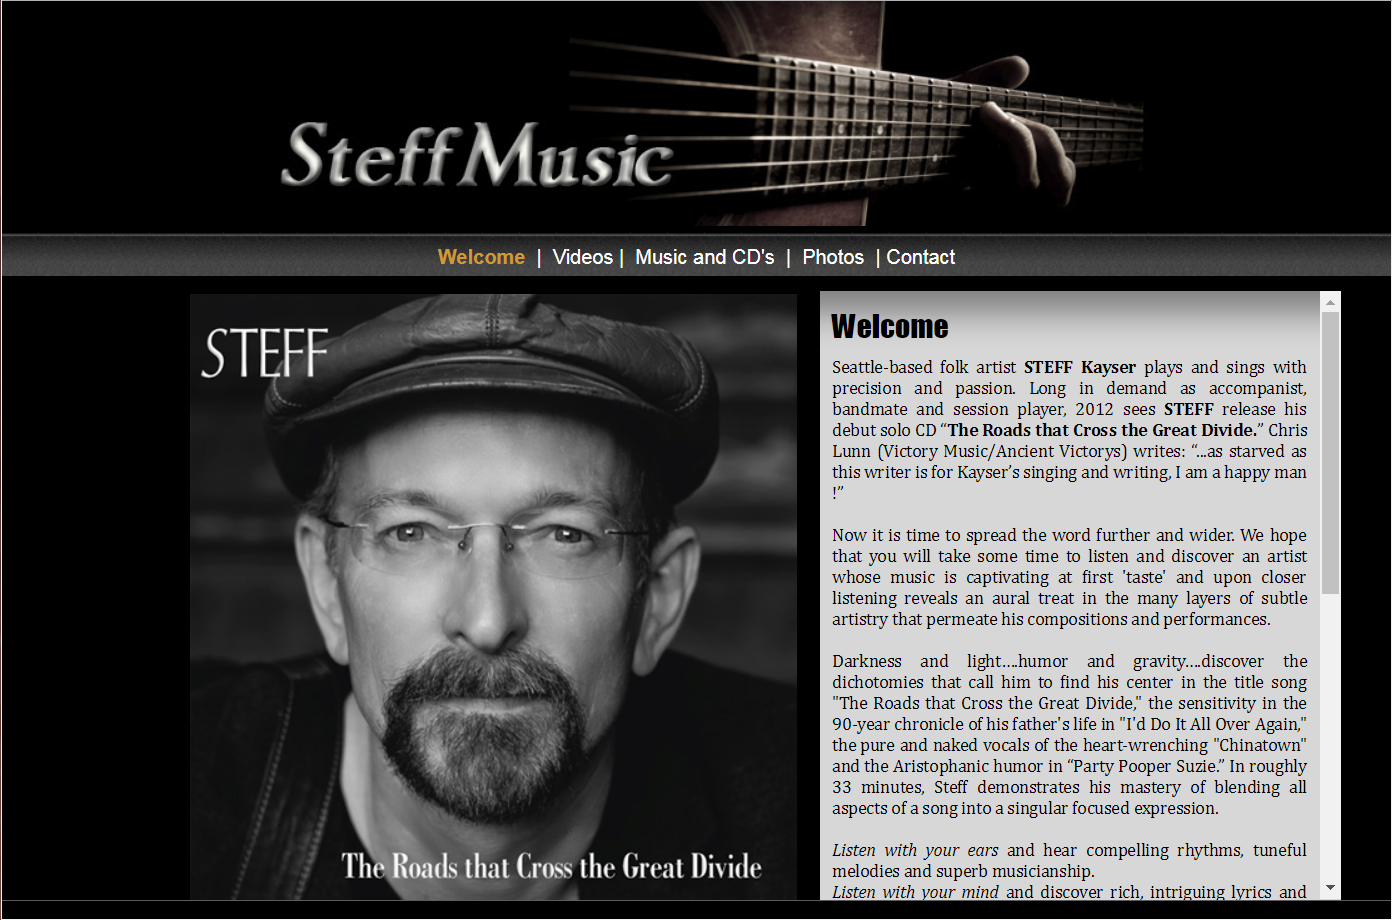 Steff Music
Welcome | Videos | Music and CD's | Photos | Contact
STEFF
The Roads that Cross the Great Divide
Welcome
Seattle-based folk artist STEFF Kayser plays and sings with
precision and passion. Long in demand as accompanist,
bandmate and session player, 2012 sees STEFF release his
debut solo CD “The Roads that Cross the Great Divide.” Chris
Lunn (Victory Music/Ancient Victorys) writes: “...as starved as
this writer is for Kayser’s singing and writing, I am a happy man
!”
Now it is time to spread the word further and wider. We hope
that you will take some time to listen and discover an artist
whose music is captivating at first 'taste' and upon closer
listening reveals an aural treat in the many layers of subtle
artistry that permeate his compositions and performances.
Darkness and light....humor and gravity....discover the
dichotomies that call him to find his center in the title song
"The Roads that Cross the Great Divide," the sensitivity in the
90-year chronicle of his father's life in "I'd Do It All Over Again,"
the pure and naked vocals of the heart-wrenching "Chinatown"
and the Aristophanic humor in “Party Pooper Suzie.” In roughly
33 minutes, Steff demonstrates his mastery of blending all
aspects of a song into a singular focused expression.
Listen with your ears and hear compelling rhythms, tuneful
melodies and superb musicianship.
Listen with your mind and discover rich, intriguing lyrics and